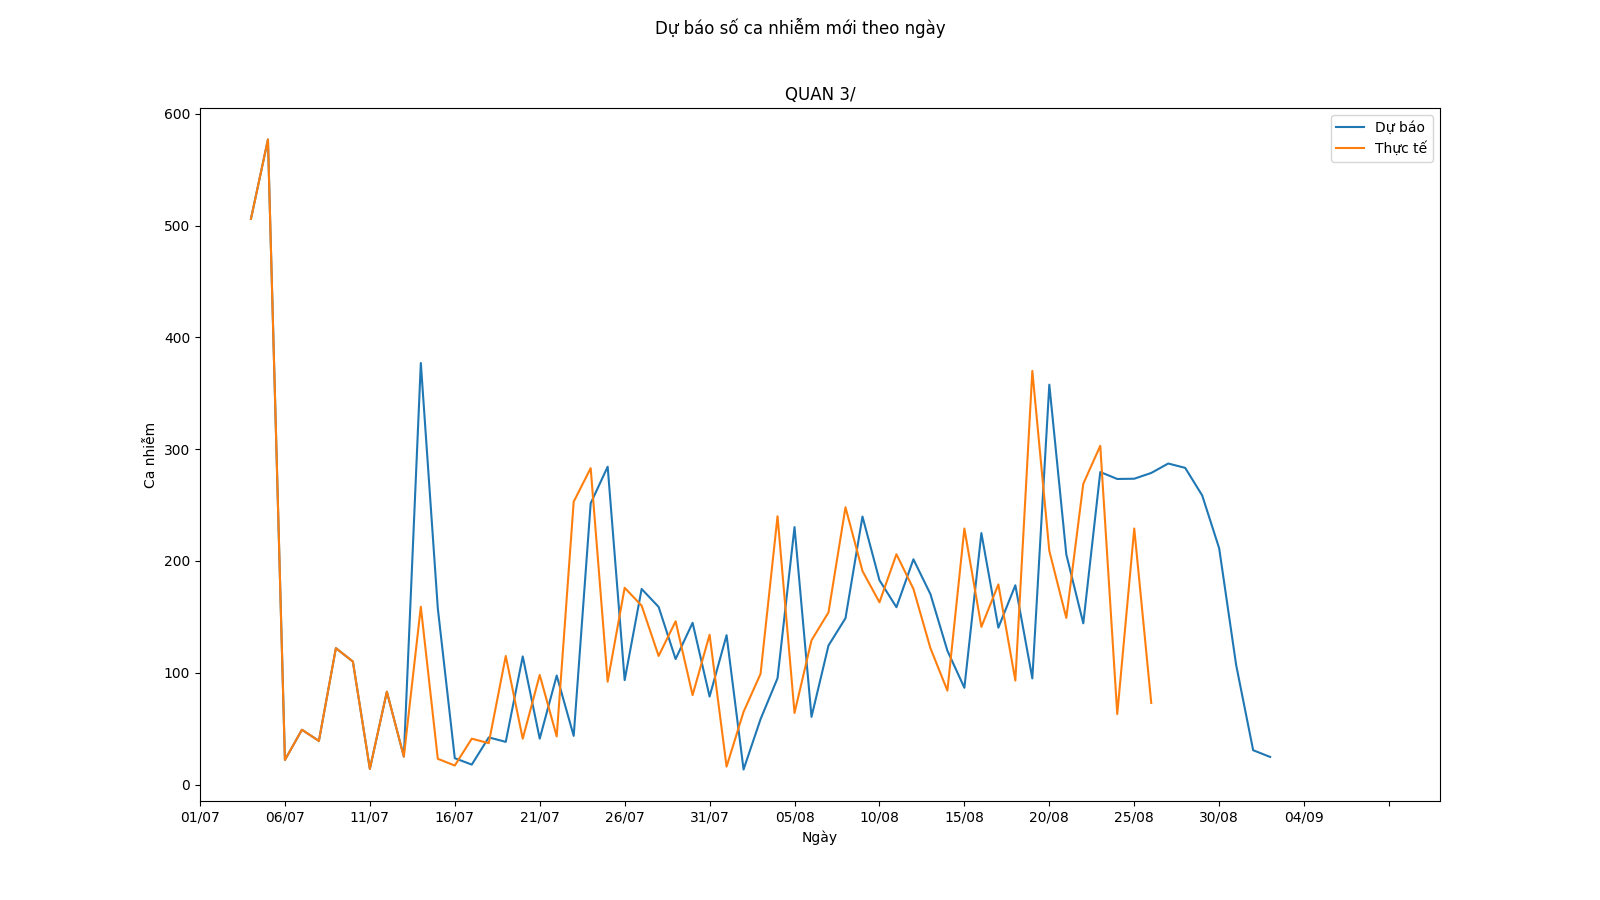 Dự báo số ca nhiễm mới theo ngày
QUAN 3/
Dự báo
Thực tế
Ca nhiễm
600
500
400
300
200
100
0
01/07 06/07 11/07 16/07 21/07 26/07 31/07 05/08 10/08 15/08 20/08 25/08 30/08 04/09
Ngày